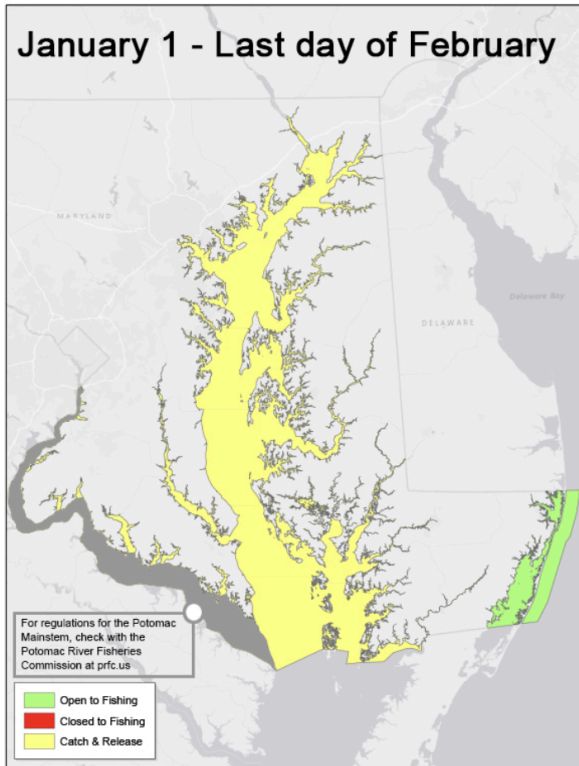 January 1 - Last day of February
MARYLAND
Delaware Bay
DELAWARE
For regulations for the Potomac
Mainstem, check with the
Potomac River Fisheries
Commission at prfc.us
Open to Fishing
Closed to Fishing
Catch & Release